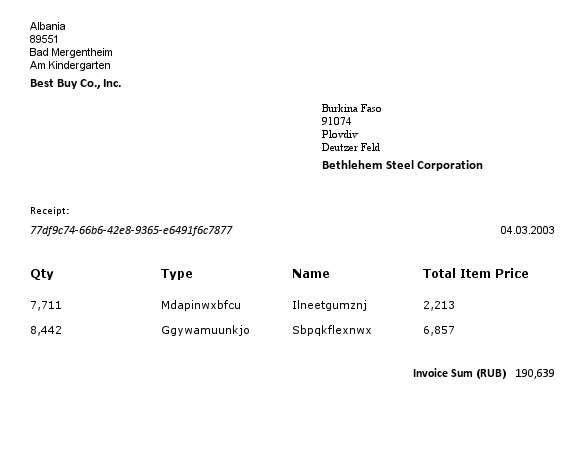 Albania
89551
Bad Mergentheim
Am Kindergarten
Best Buy Co., Inc.
Burkina Faso
91074
Plovdiv
Deutzer Feld
Bethlehem Steel Corporation
Receipt:
77df9c74-66b6-42e8-9365-e6491f6c7877 04.03.2003
Qty Type Name Total Item Price
7,711 Mdapinwxbfcu Ilneetgumznj 2,213
8,442 Ggywamuunkjo Sbpqkflexnwx 6,857
Invoice Sum (RUB) 190,639